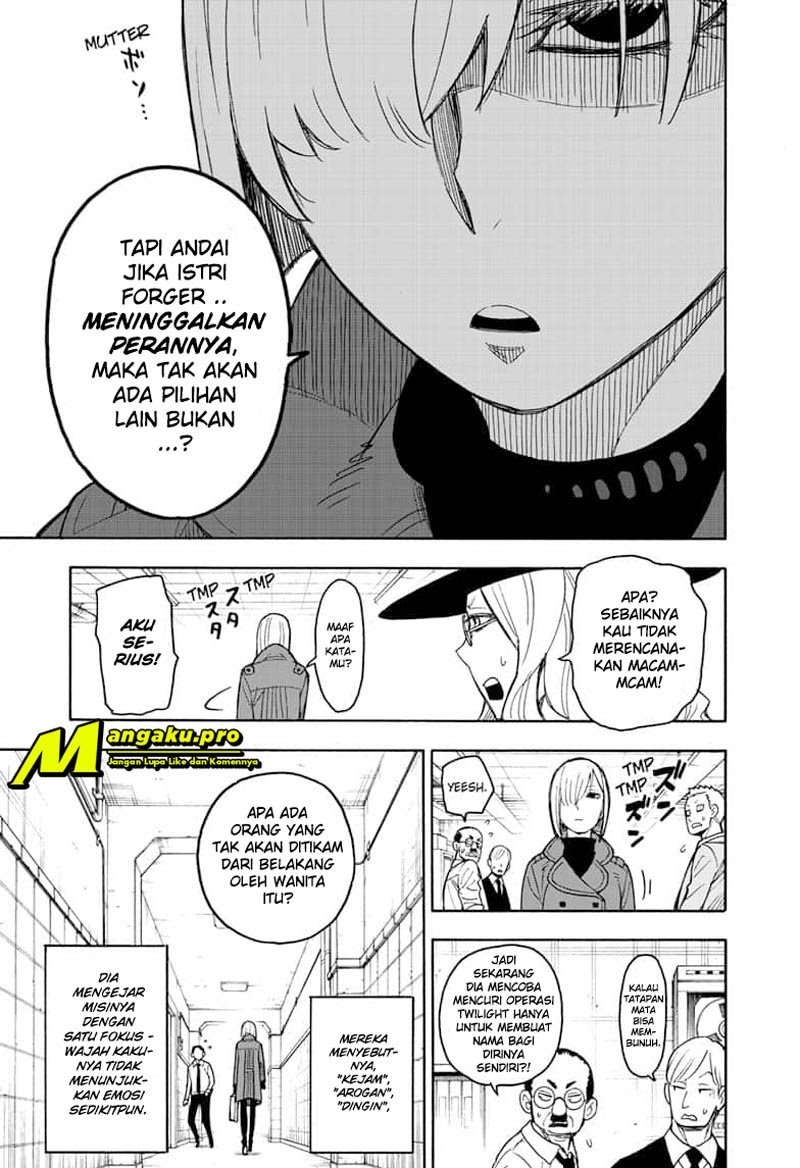 MUTTER
ボソ…
TAPI ANDAI
JIKA ISTRI
FORGER ..
MENINGGALKAN
PERANNYA,
MAKA TAK AKAN
ADA PILIHAN
LAIN BUKAN
...?
APA?
SEBAIKNYA
KAU TIDAK
MERENCANA-
KAN MACAM-
MCAM!
MAAF
APA
KATA-
MU?
TMP
TMP
スタ
スタ
AKU
SE-
RIUS!
Mangaku.pro
Jangan Lupa Like dan Komennya
TMP
TMP
ズン
ズン
YEESH.
KALAU
TATAPAN
MATA
BISA
MEM-
BUNUH.
JADI
SEKARANG
DIA MENCOBA
MENCURI OPERASI
TWILIGHT HANYA
UNTUK MEMBUAT
NAMA BAGI
DIRINYA
SENDIRI?!
APA ADA
ORANG YANG
TAK AKAN DITIKAM
DARI BELAKANG
OLEH WANITA
ITU?
MEREKA
MENYEBUT-
NYA,
"KEJAM",
"AROGAN",
"DINGIN",
DIA
MENGEJAR
MISINYA
DENGAN
SATU FOKUS -
WAJAH KAKU-
NYA TIDAK
MENUNJUK-
KAN EMOSI
SEDIKITPUN.